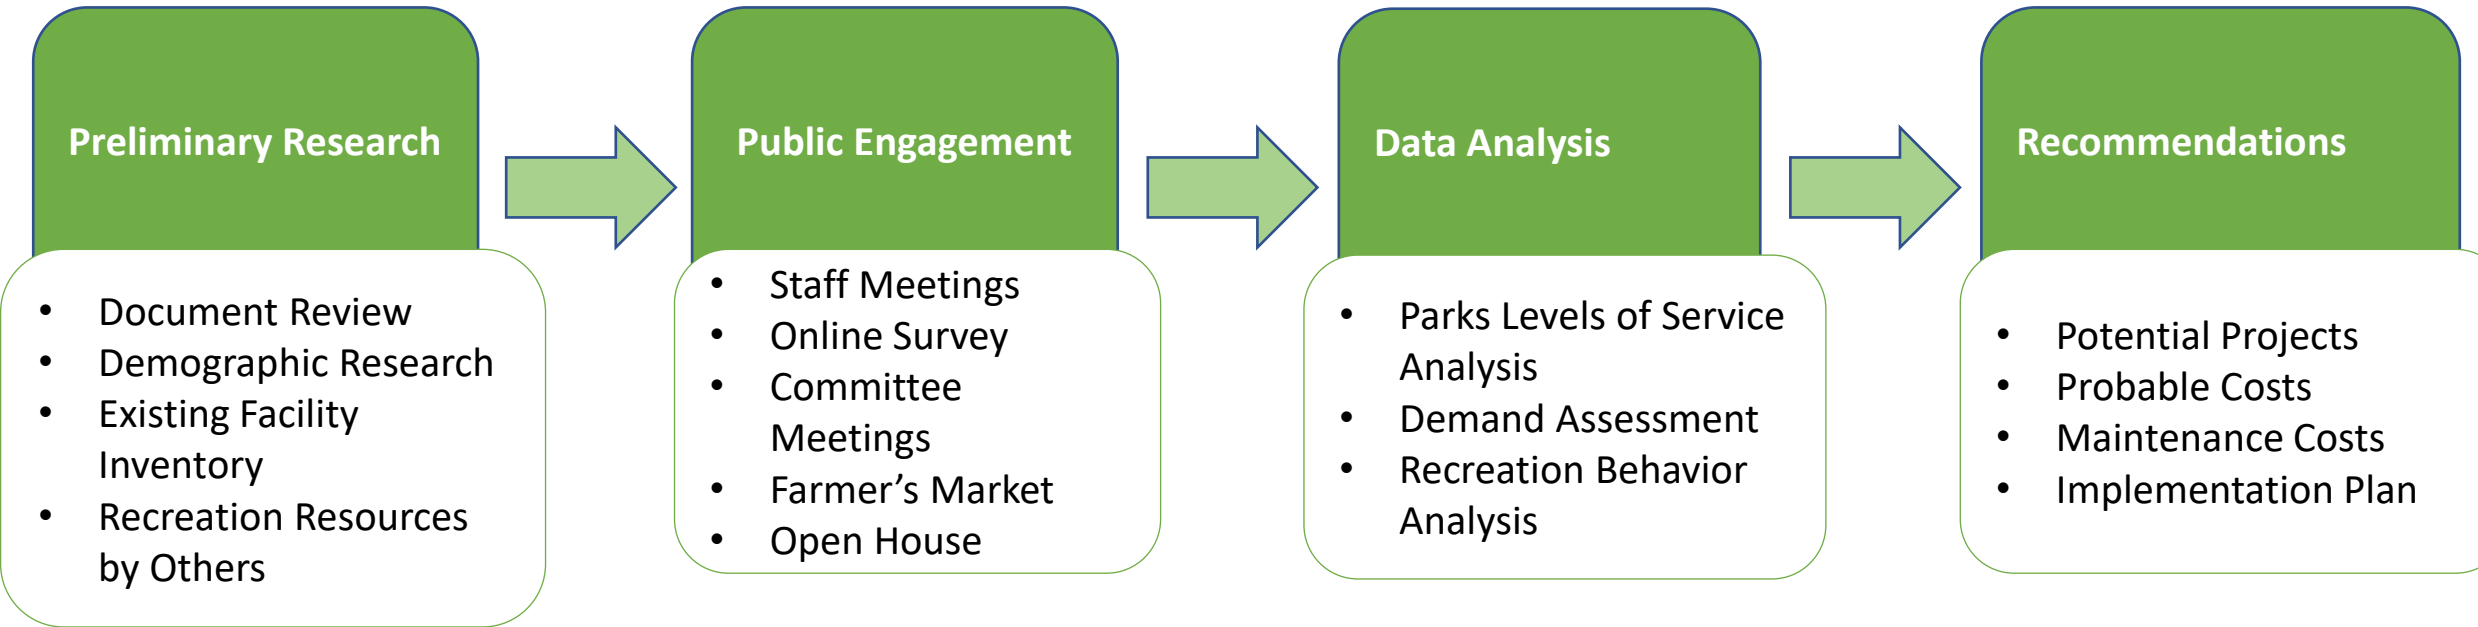 Preliminary Research
• Document Review
• Demographic Research
• Existing Facility
Inventory
• Recreation Resources
by Others
Public Engagement
• Staff Meetings
• Online Survey
• Committee
Meetings
• Farmer’s Market
• Open House
Data Analysis
• Parks Levels of Service
Analysis
• Demand Assessment
• Recreation Behavior
Analysis
Recommendations
• Potential Projects
• Probable Costs
• Maintenance Costs
• Implementation Plan